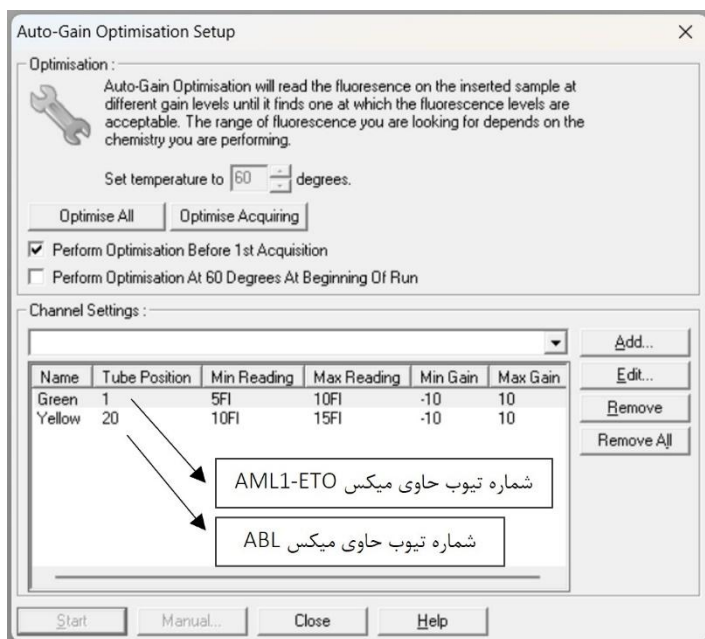 Auto-Gain Optimisation Setup
Optimisation :
Auto-Gain Optimisation will read the fluoresence on the inserted sample at
different gain levels until it finds one at which the fluorescence levels are
acceptable. The range of fluorescence you are looking for depends on the
chemistry you are performing.
Set temperature to 60 degrees.
Optimise All Optimise Acquiring
Perform Optimisation Before 1st Acquisition
Perform Optimisation At 60 Degrees At Beginning Of Run
Channel Settings :
Add...
Name Tube Position Min Reading Max Reading Min Gain Max Gain
Edit...
Green 1 5Fl 10Fl -10 10
Yellow 20 10Fl 15Fl -10 10
Remove
Remove All
شماره تیوب حاوی میکس AML1-ETO
شماره تیوب حاوی میکس ABL
Start Manual... Close Help